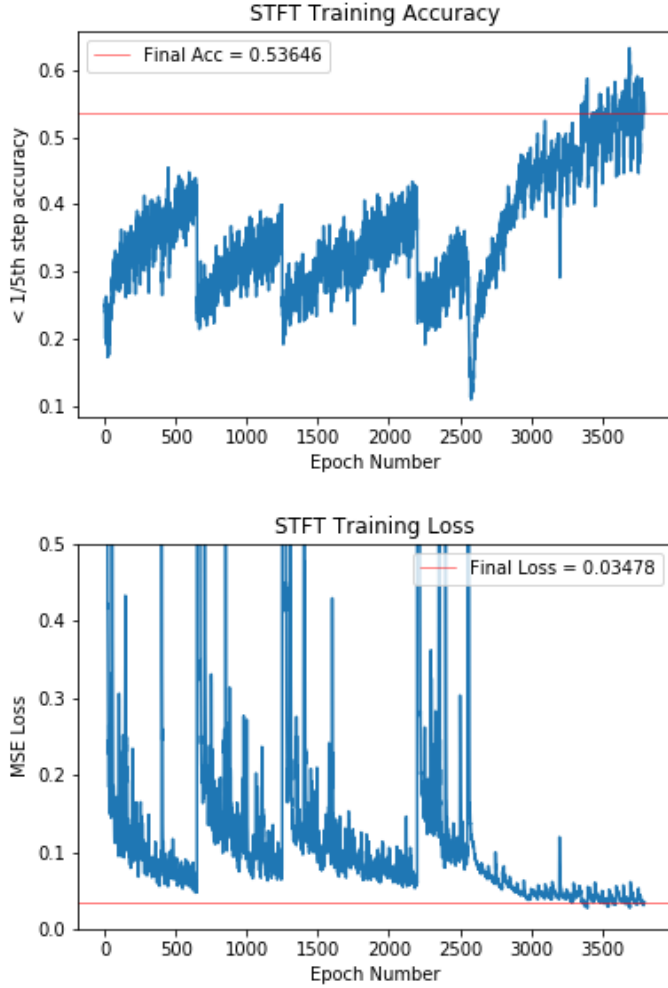 STFT Training Accuracy
Final Acc = 0.53646
< 1/5th step accuracy
0.6
0.5
0.4
0.3
0.2
0.1
0 500 1000 1500 2000 2500 3000 3500
Epoch Number
STFT Training Loss
Final Loss = 0.03478
MSE Loss
0.5
0.4
0.3
0.2
0.1
0.0
0 500 1000 1500 2000 2500 3000 3500
Epoch Number